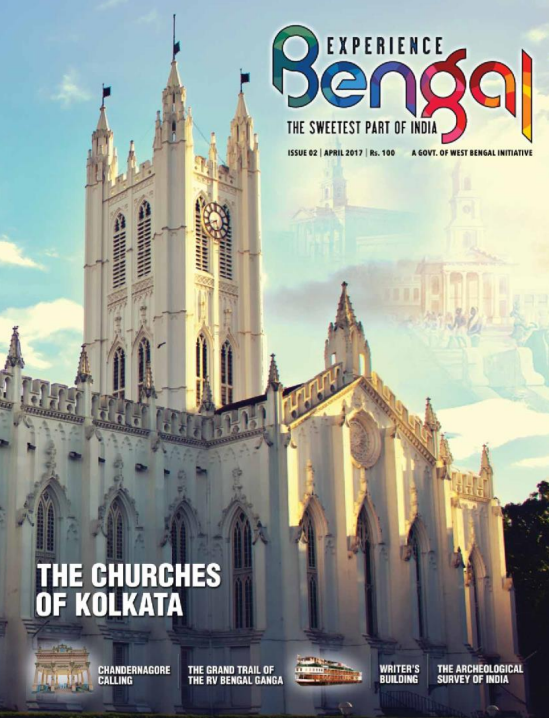 EXPERIENCE
Bengal
THE SWEETEST PART OF INDIA
ISSUE 02 | APRIL 2017 | Rs. 100 A GOVT. OF WEST BENGAL INITIATIVE
THE CHURCHES
OF KOLKATA
CHANDERNAGORE
CALLING
THE GRAND TRAIL OF
THE RV BENGAL GANGA
WRITER'S
BUILDING
THE ARCHEOLOGICAL
SURVEY OF INDIA